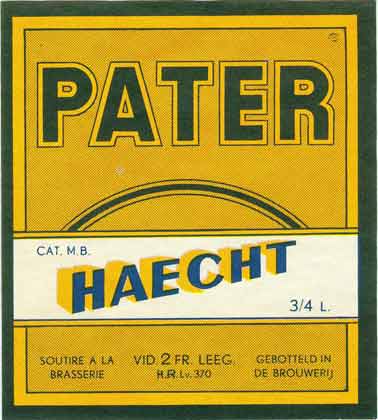 PATER
CAT. M.B.
HAECHT
3/4 L.
SOUTIRE A LA
BRASSERIE
VID. 2 FR. LEEG.
H.R. Lv. 370
GEBOTTELD IN
DE BROUWERIJ